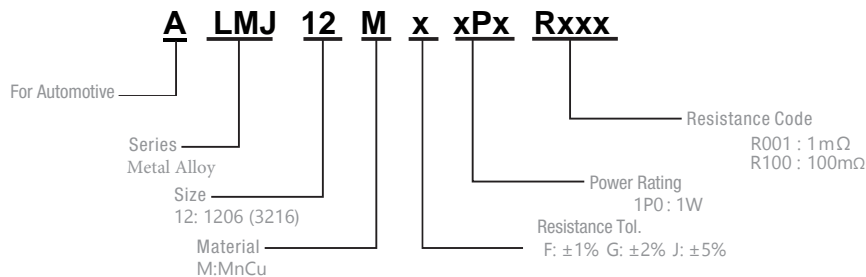 A LMJ 12 M x xPx Rxxx
For Automotive
Series
Metal Alloy
Size
12: 1206 (3216)
Material
M:MnCu
Resistance Code
R001 : 1mΩ
R100 : 100mΩ
Power Rating
1P0 : 1W
Resistance Tol.
F: ±1% G: ±2% J: ±5%